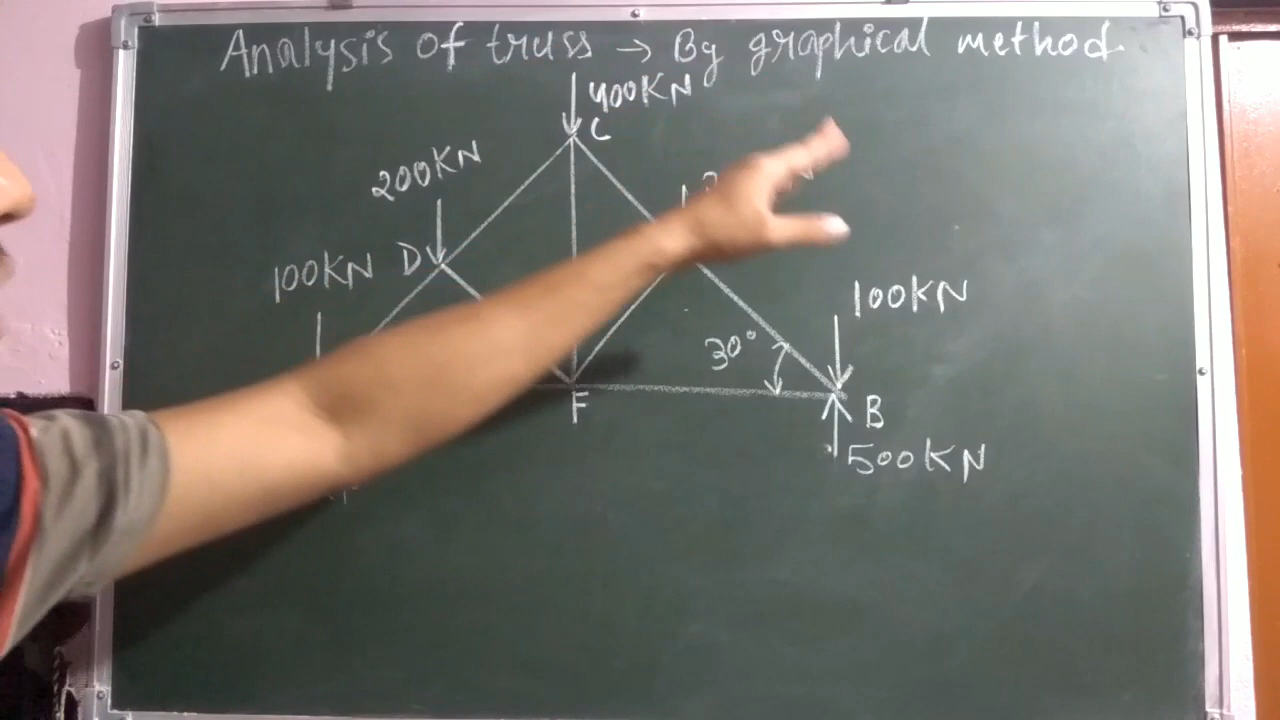 Analysis of truss → By graphical method
400KN
C
200KN
100KN D
100KN
30°
F
B
500KN